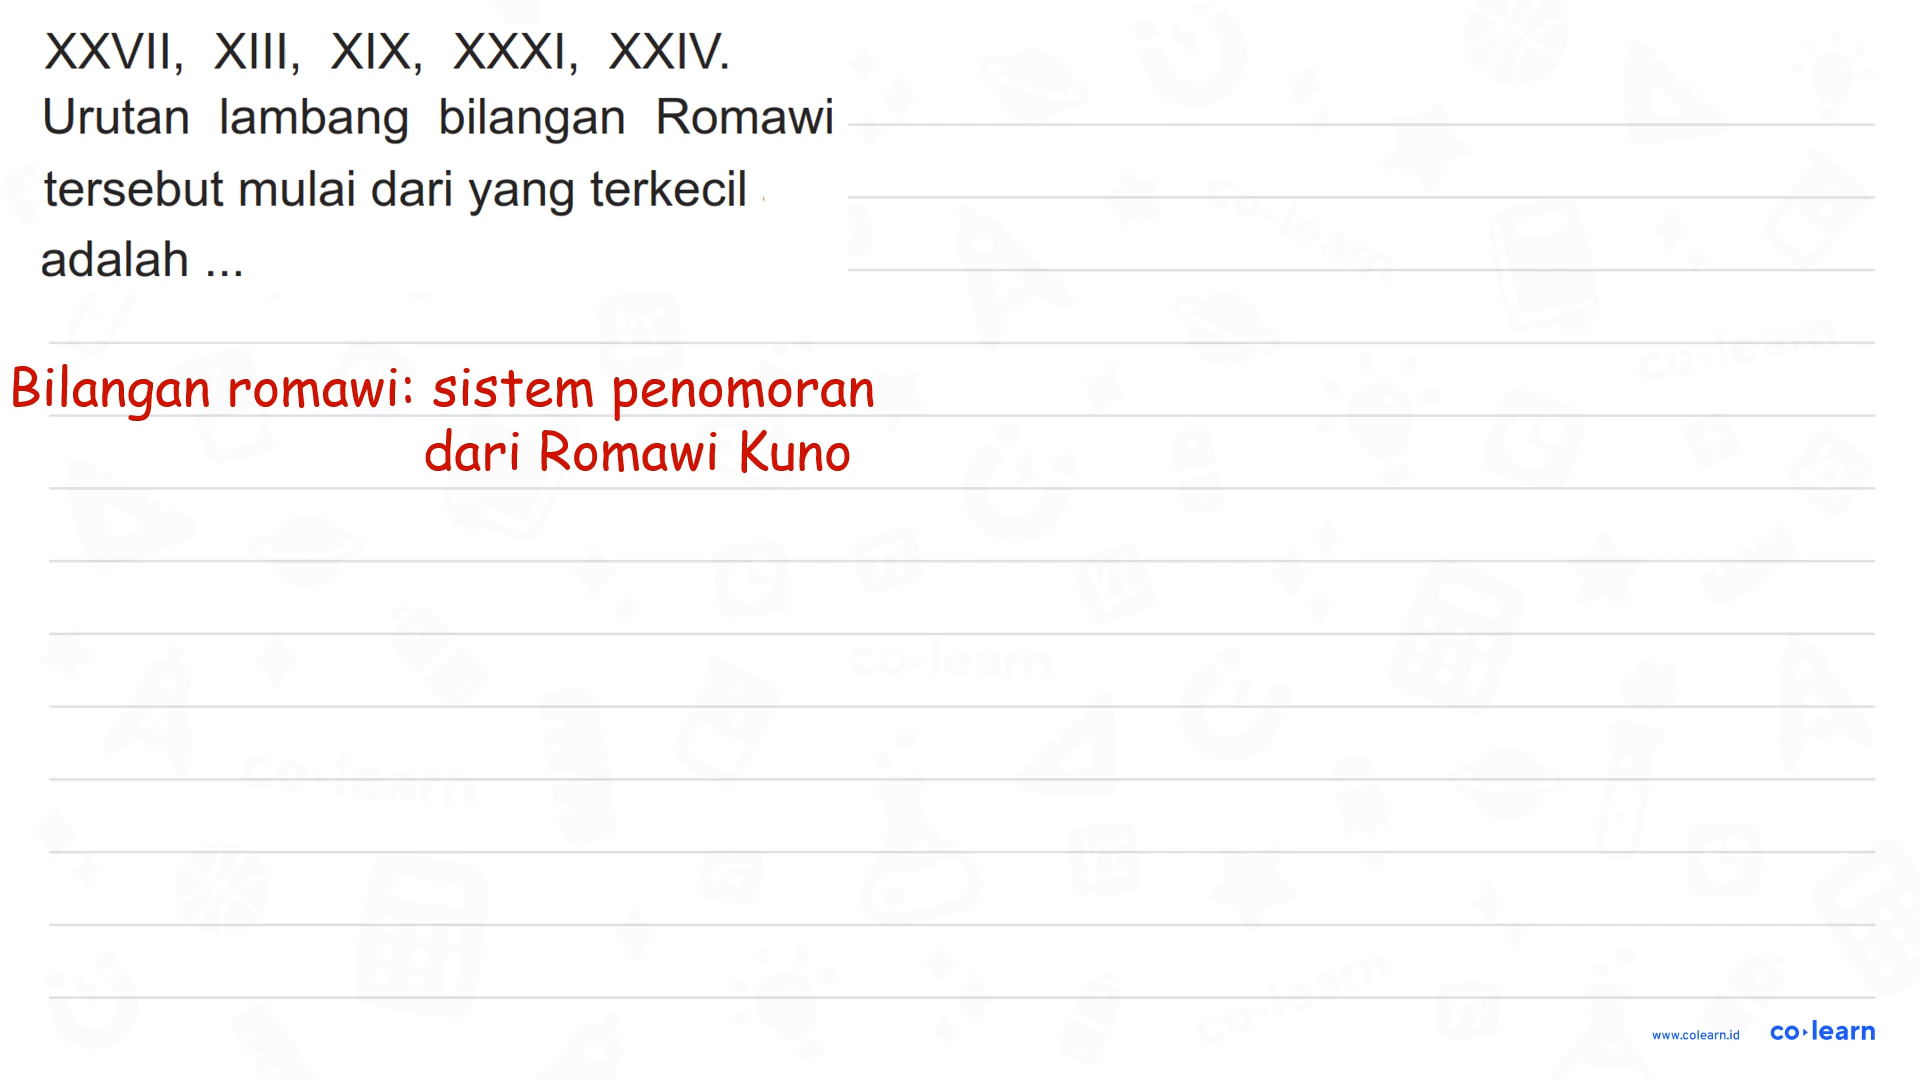 XXVII, XIII, XIX, XXXI, XXIV.
Urutan lambang bilangan Romawi
tersebut mulai dari yang terkecil
adalah ...
Bilangan romawi: sistem penomoran
dari Romawi Kuno
www.colearn.id co·learn